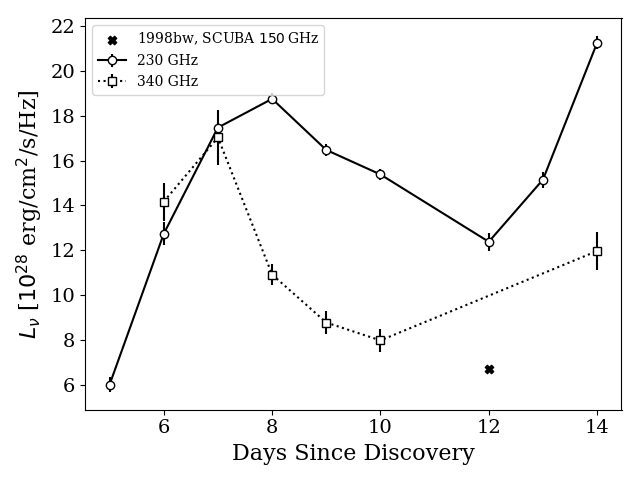 1998bw, SCUBA 150 GHz
230 GHz
340 GHz
22
20
18
16
14
12
10
8
6
L_ν [10^28 erg/cm^2/s/Hz]
6 8 10 12 14
Days Since Discovery